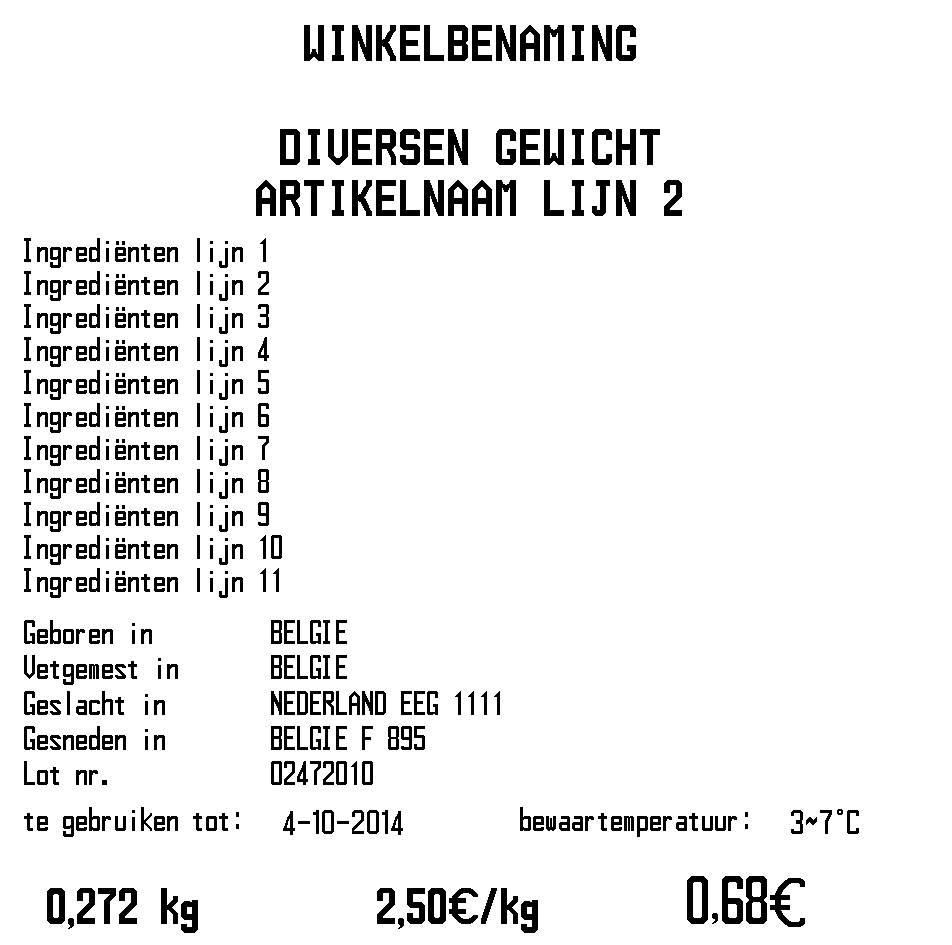 WINKELBENAMING
DIVERSEN GEWICHT
ARTIKELNAAM LIJN 2
Ingrediënten lijn 1
Ingrediënten lijn 2
Ingrediënten lijn 3
Ingrediënten lijn 4
Ingrediënten lijn 5
Ingrediënten lijn 6
Ingrediënten lijn 7
Ingrediënten lijn 8
Ingrediënten lijn 9
Ingrediënten lijn 10
Ingrediënten lijn 11
Geboren in BELGIE
Vetgemest in BELGIE
Geslacht in NEDERLAND EEG 1111
Gesneden in BELGIE F 895
Lot nr. 02472010
te gebruiken tot: 4-10-2014 bewaartemperatuur: 3~7°C
0,272 kg 2,50€/kg 0,68€